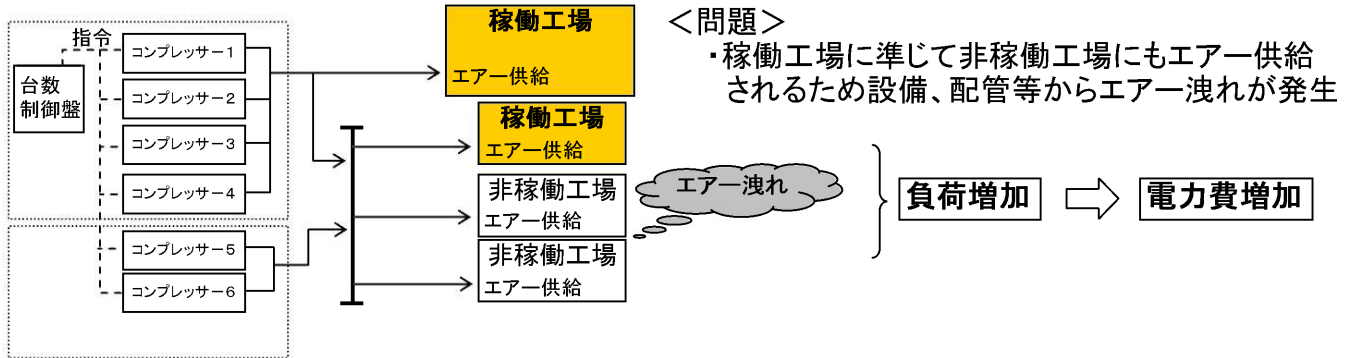 指令
台数
制御盤
コンプレッサー1
コンプレッサー2
コンプレッサー3
コンプレッサー4
コンプレッサー5
コンプレッサー6
稼働工場
エアー供給
稼働工場
エアー供給
非稼働工場
エアー供給
非稼働工場
エアー供給
エアー洩れ
<問題>
・稼働工場に準じて非稼働工場にもエアー供給
されるため設備、配管等からエアー洩れが発生
負荷増加
電力費増加